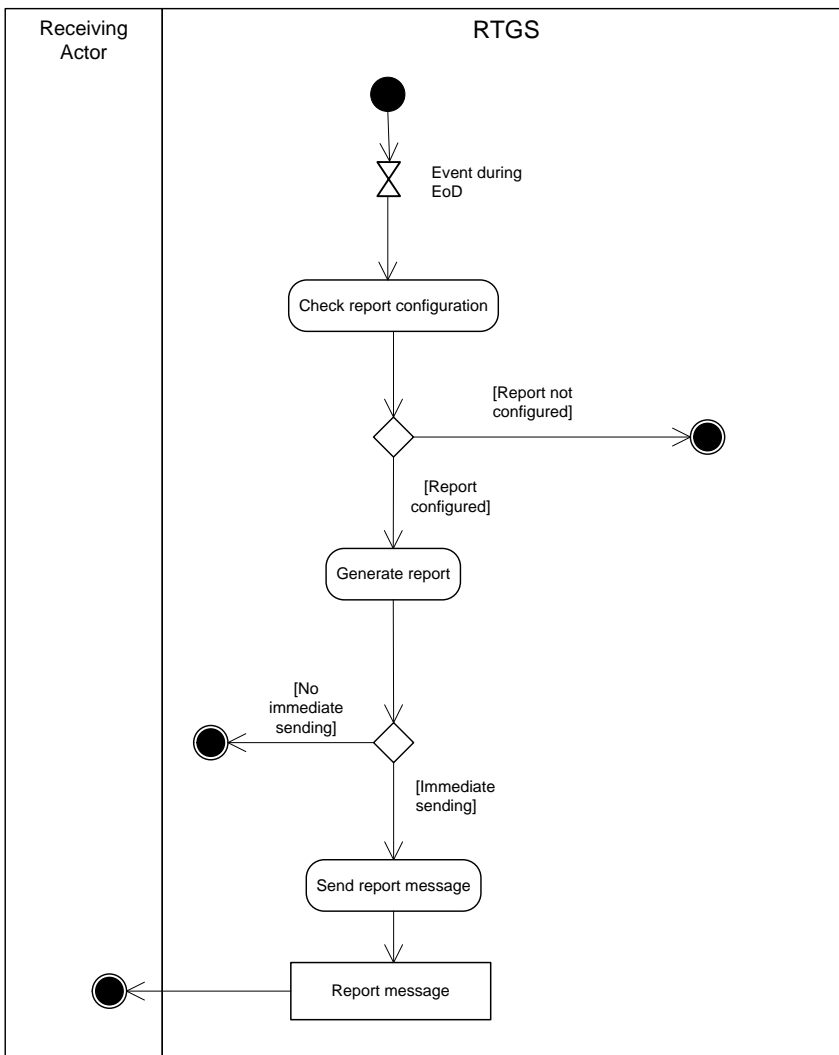 Receiving
Actor
RTGS
Event during
EoD
Check report configuration
[Report not
configured]
[Report
configured]
Generate report
[No
immediate
sending]
[Immediate
sending]
Send report message
Report message